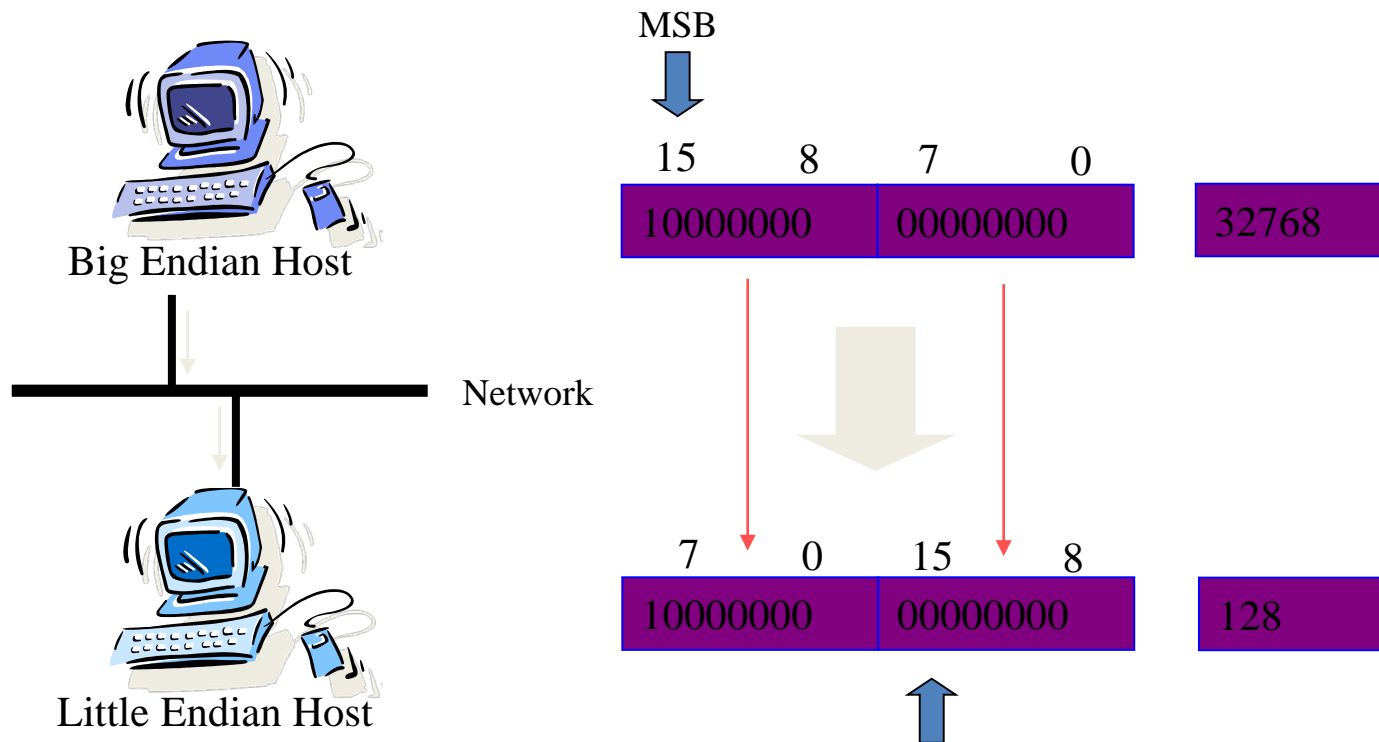 MSB
15 8 7 0
10000000 00000000 32768
Big Endian Host
Network
7 0 15 8
10000000 00000000 128
Little Endian Host